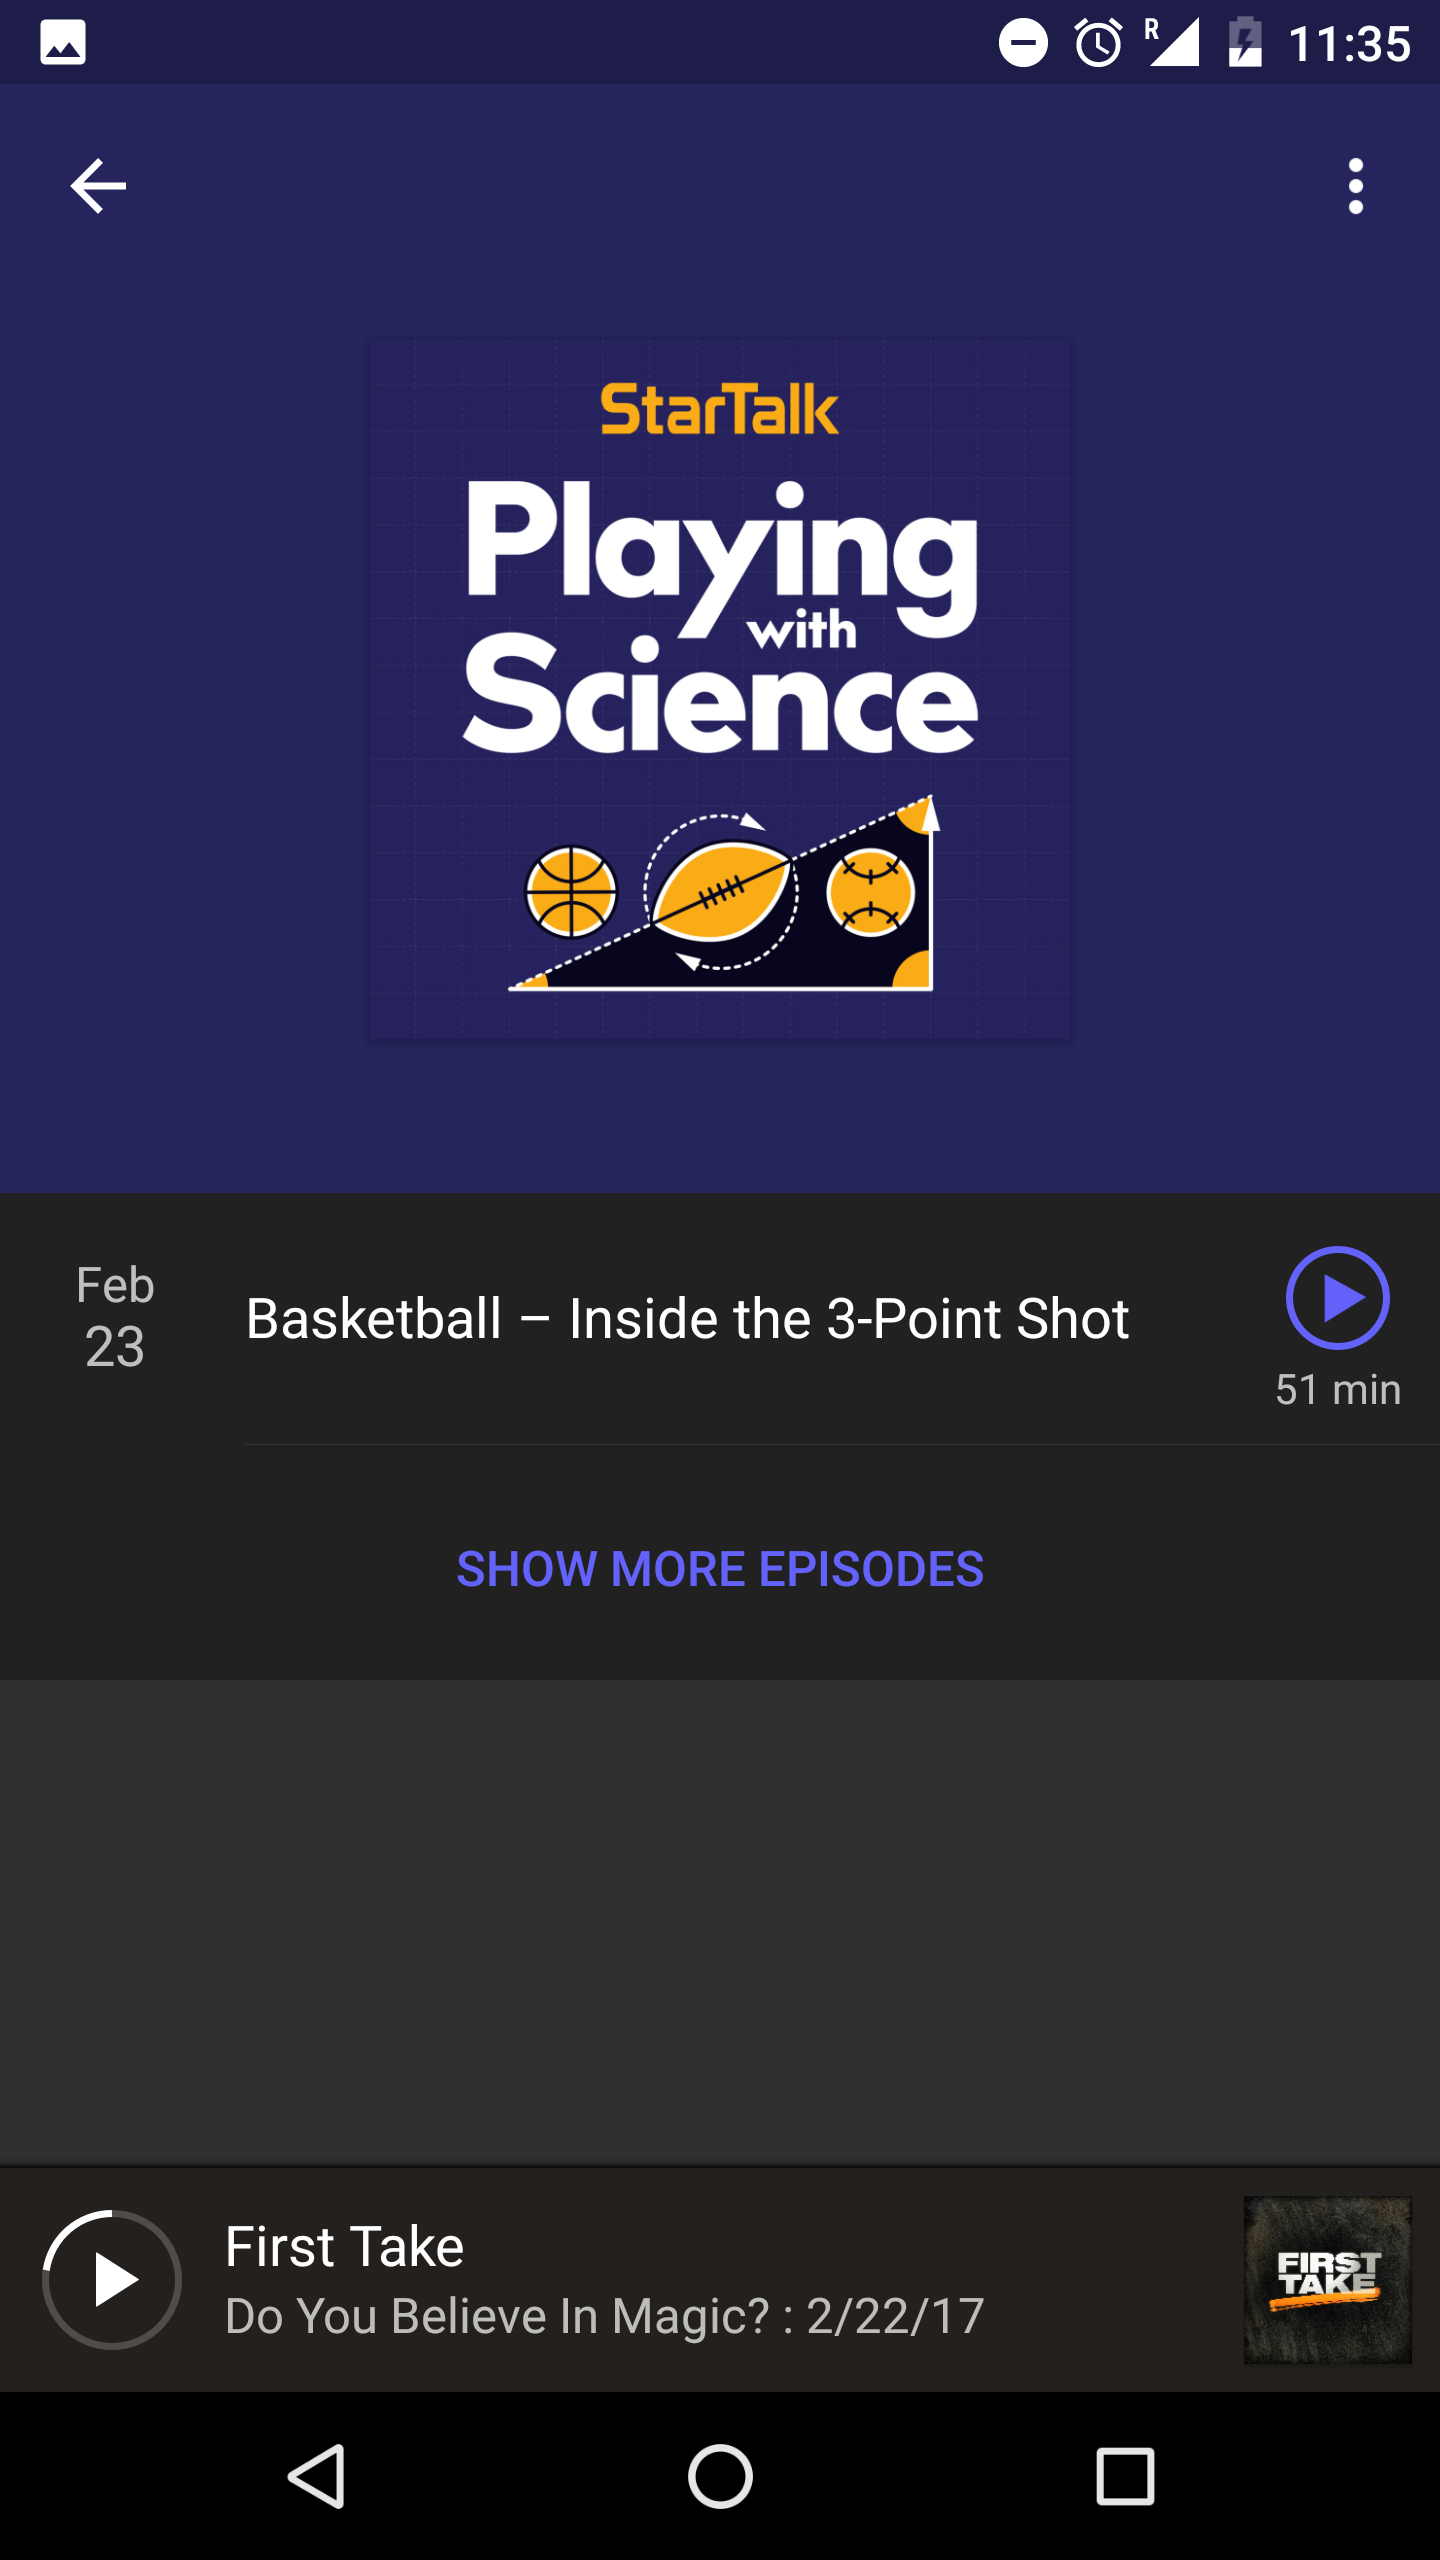 R 11:35
StarTalk
Playing
with
Science
Feb
23
Basketball – Inside the 3-Point Shot
51 min
SHOW MORE EPISODES
First Take
Do You Believe In Magic? : 2/22/17
FIRST
TAKE